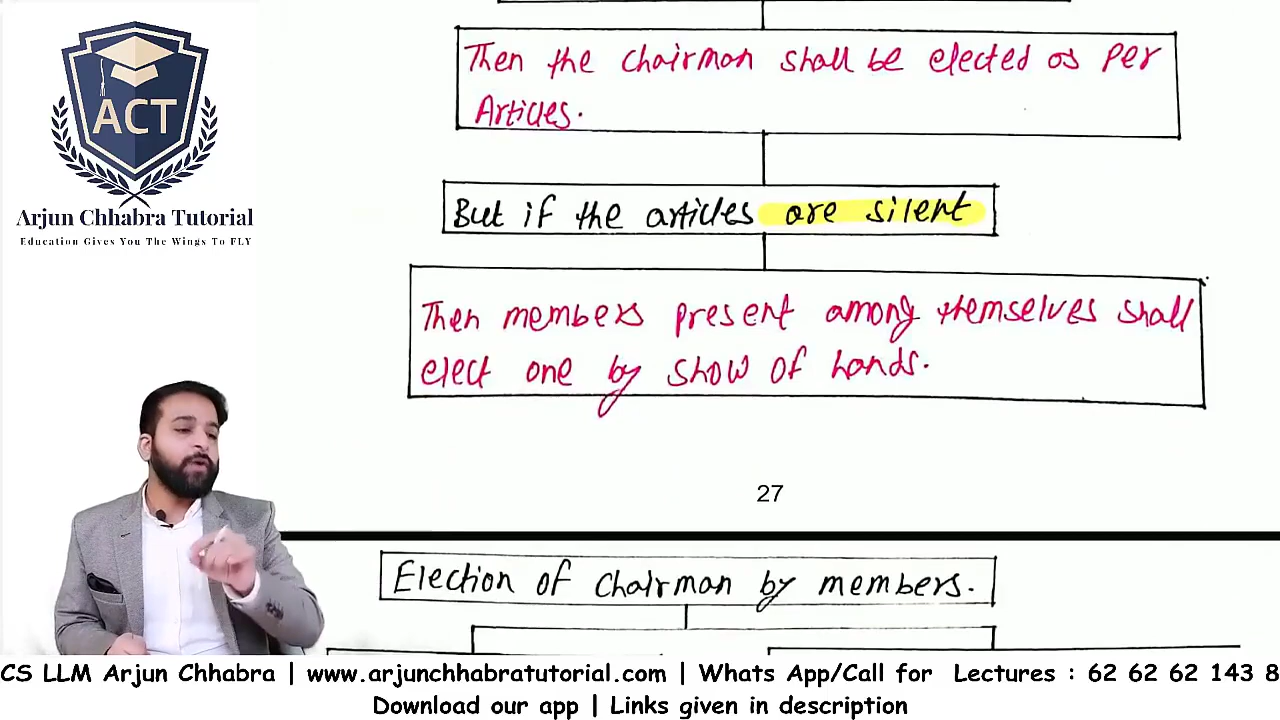 ACT
Arjun Chhabra Tutorial
Education Gives You The Wings To FLY
Then the chairman shall be elected as per
Articles.
But if the articles are silent
Then members present among themselves shall
elect one by show of hands.
27
Election of chairman by members.
CS LLM Arjun Chhabra | www.arjunchhabratutorial.com | Whats App/Call for Lectures : 62 62 62 143 8
Download our app | Links given in description